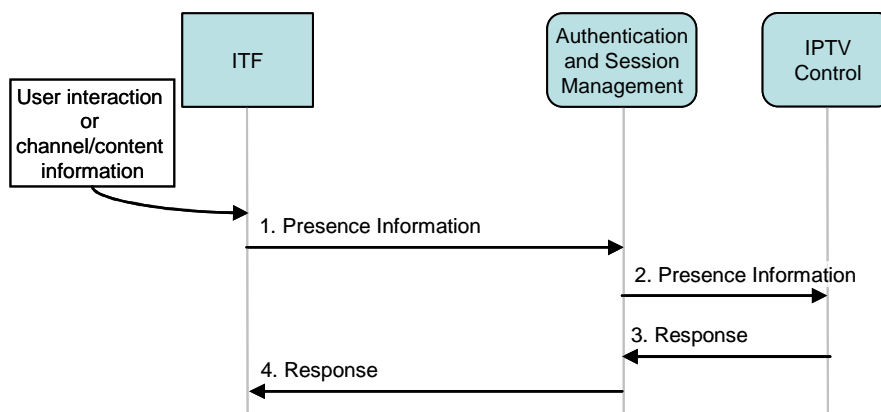 ITF
Authentication
and Session
Management
IPTV
Control
User interaction
or
channel/content
information
1. Presence Information
2. Presence Information
3. Response
4. Response